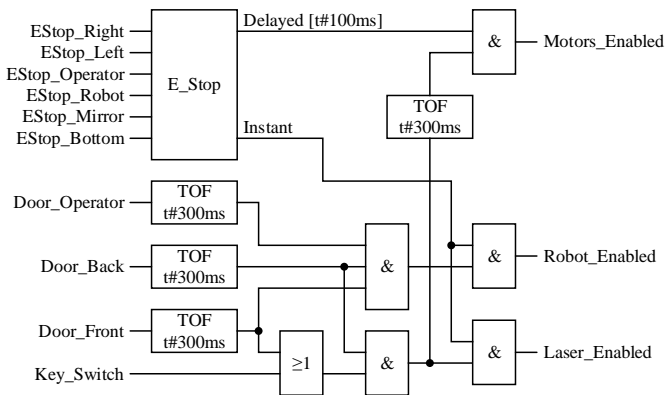 EStop_Right
EStop_Left
EStop_Operator
EStop_Robot
EStop_Mirror
EStop_Bottom
E_Stop
Delayed [t#100ms]
Instant
&
Motors_Enabled
TOF
t#300ms
Door_Operator
TOF
t#300ms
Door_Back
TOF
t#300ms
&
&
Robot_Enabled
Door_Front
TOF
t#300ms
Key_Switch
≥1
&
&
Laser_Enabled